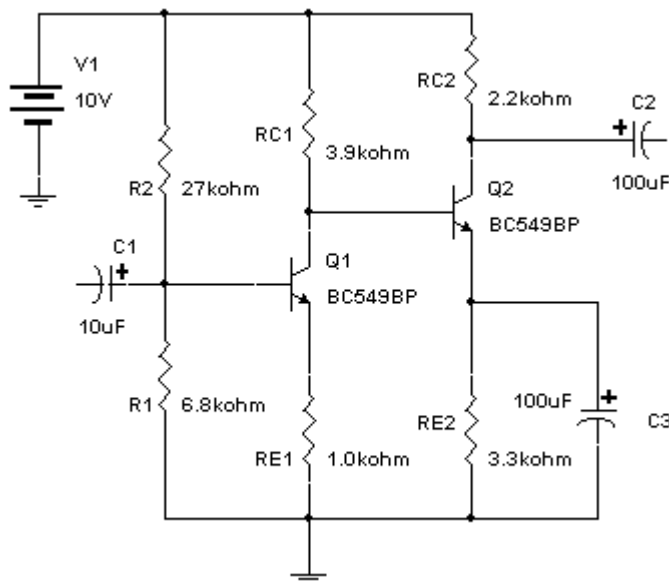 V1
10V
RC2
2.2kohm
C2
+
100uF
RC1
3.9kohm
R2
27kohm
Q2
BC549BP
C1
+
10uF
Q1
BC549BP
R1
6.8kohm
RE1
1.0kohm
RE2
3.3kohm
100uF
+
C3